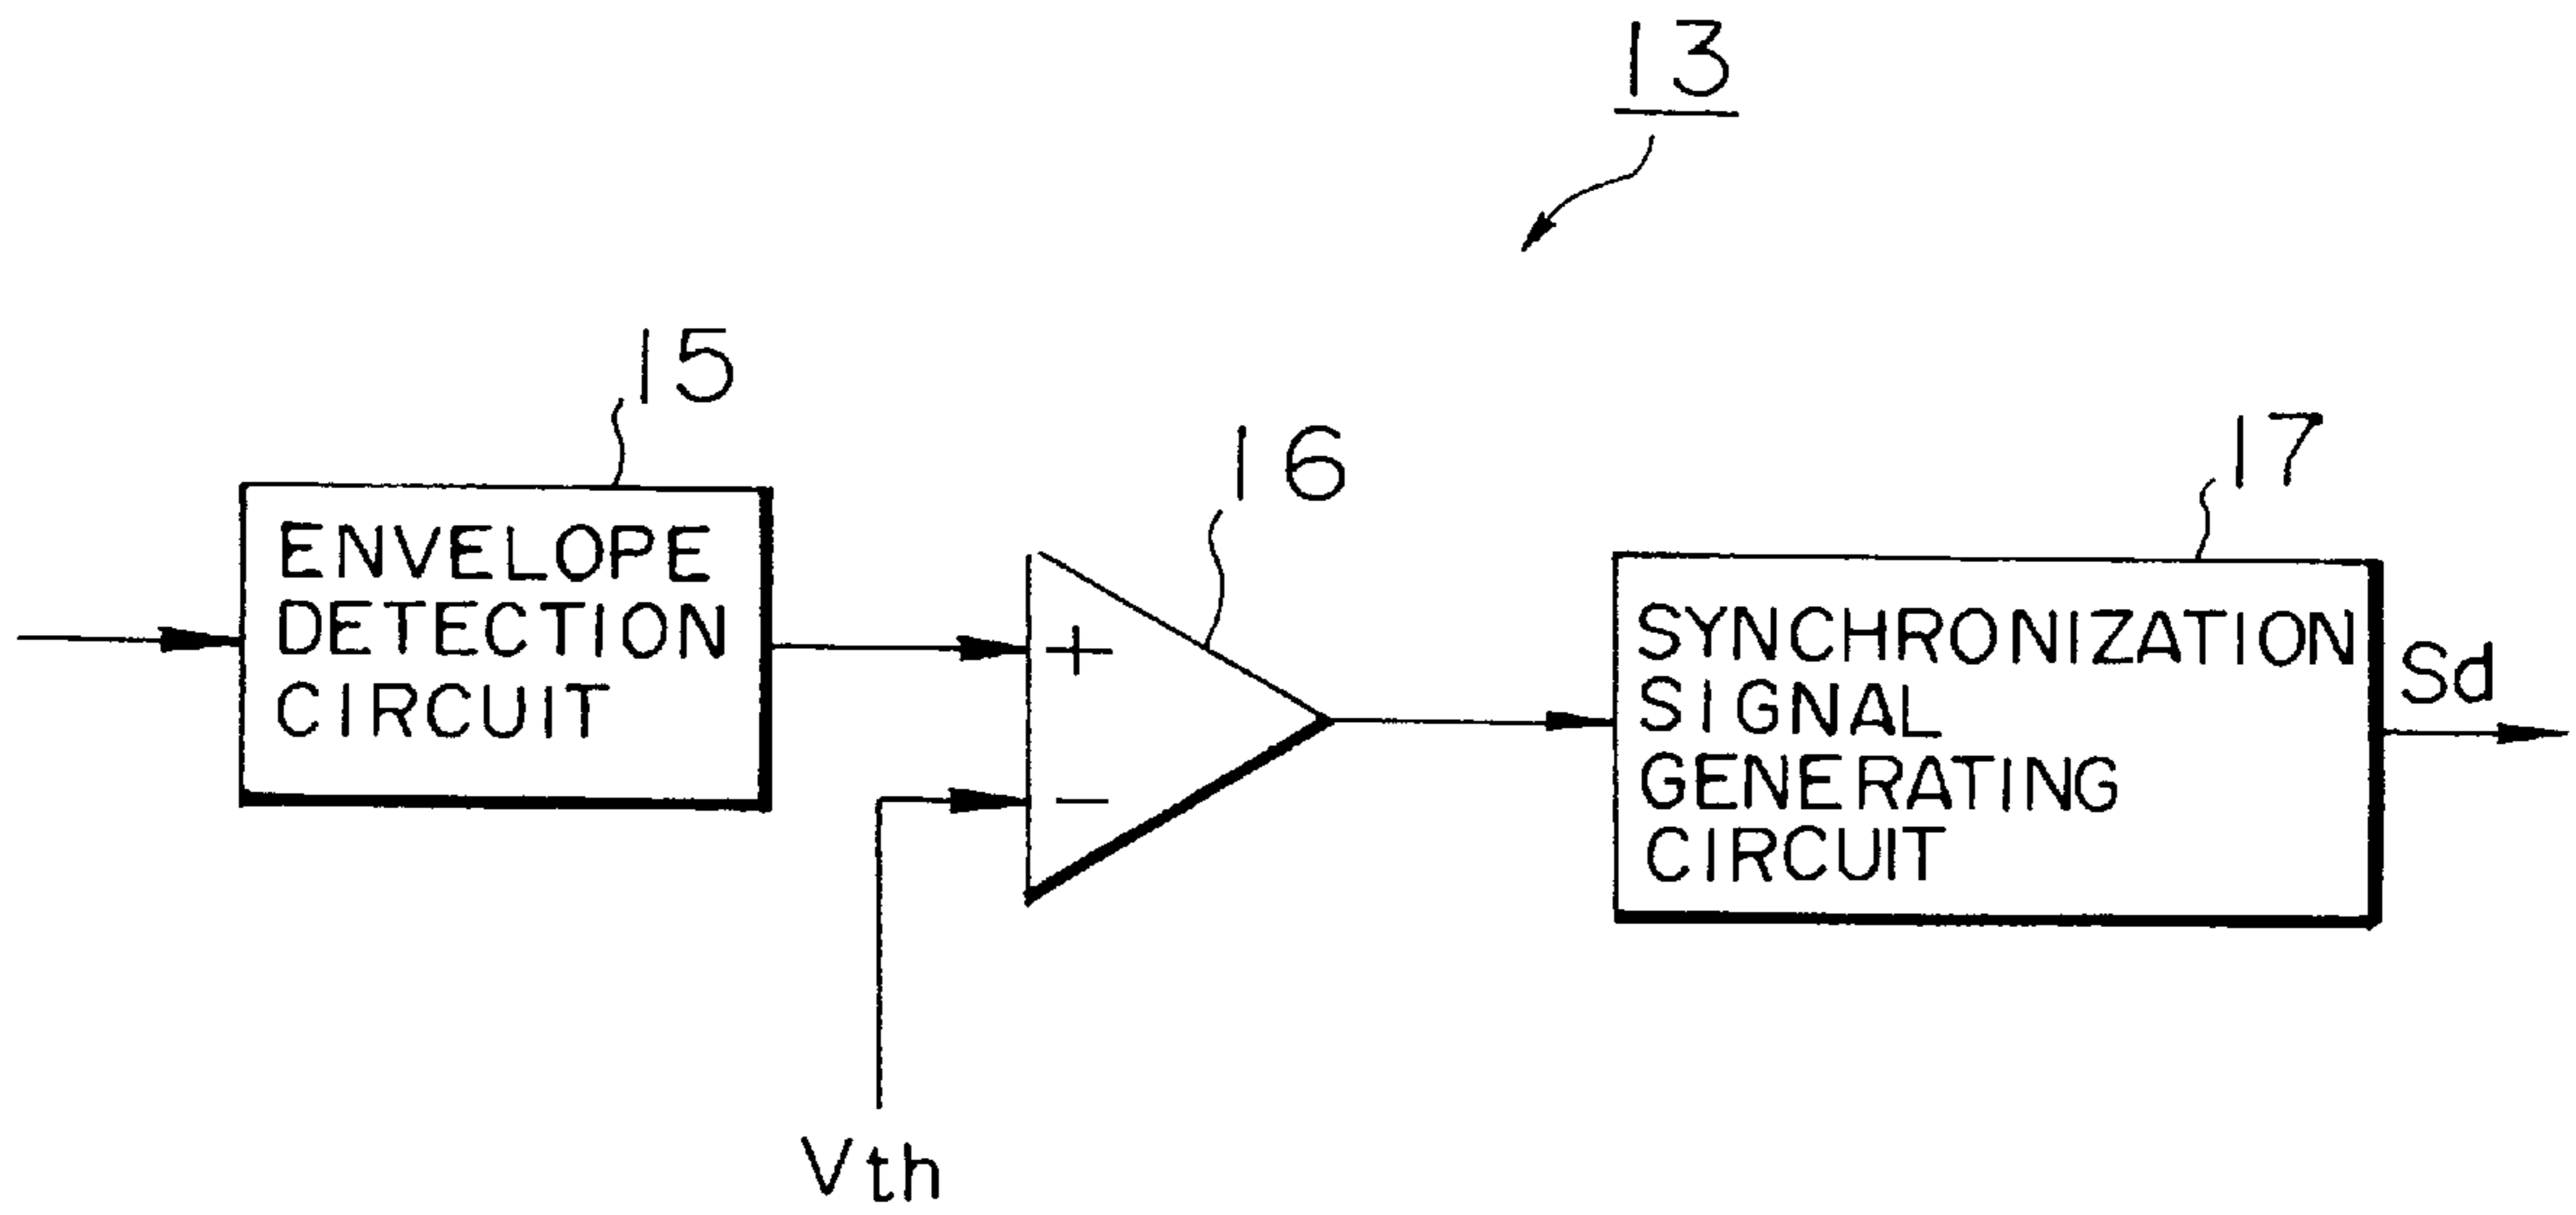 13
15
ENVELOPE
DETECTION
CIRCUIT
16
+
-
Vth
17
SYNCHRONIZATION
SIGNAL
GENERATING
CIRCUIT
Sd